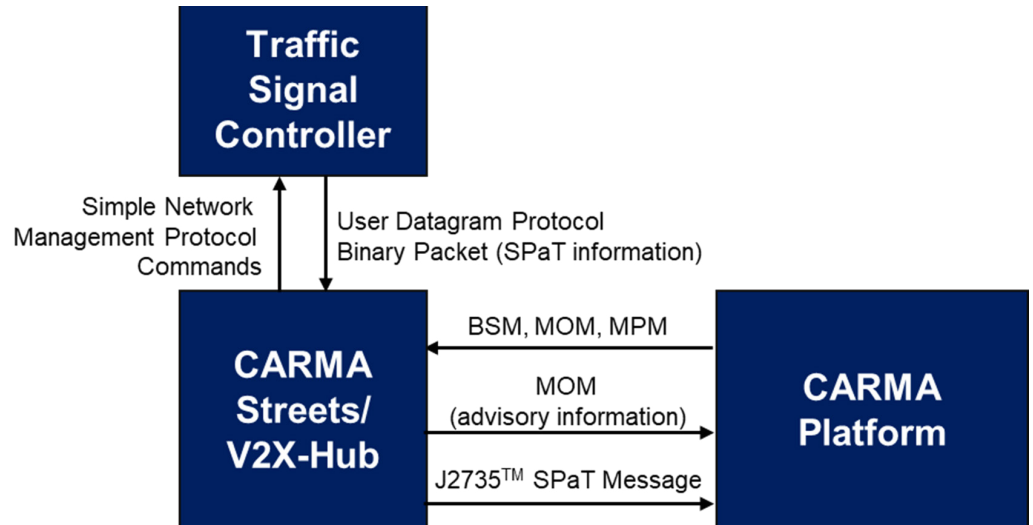 Traffic
Signal
Controller
Simple Network
Management Protocol
Commands
User Datagram Protocol
Binary Packet (SPaT information)
CARMA
Streets/
V2X-Hub
BSM, MOM, MPM
MOM
(advisory information)
J2735™ SPaT Message
CARMA
Platform